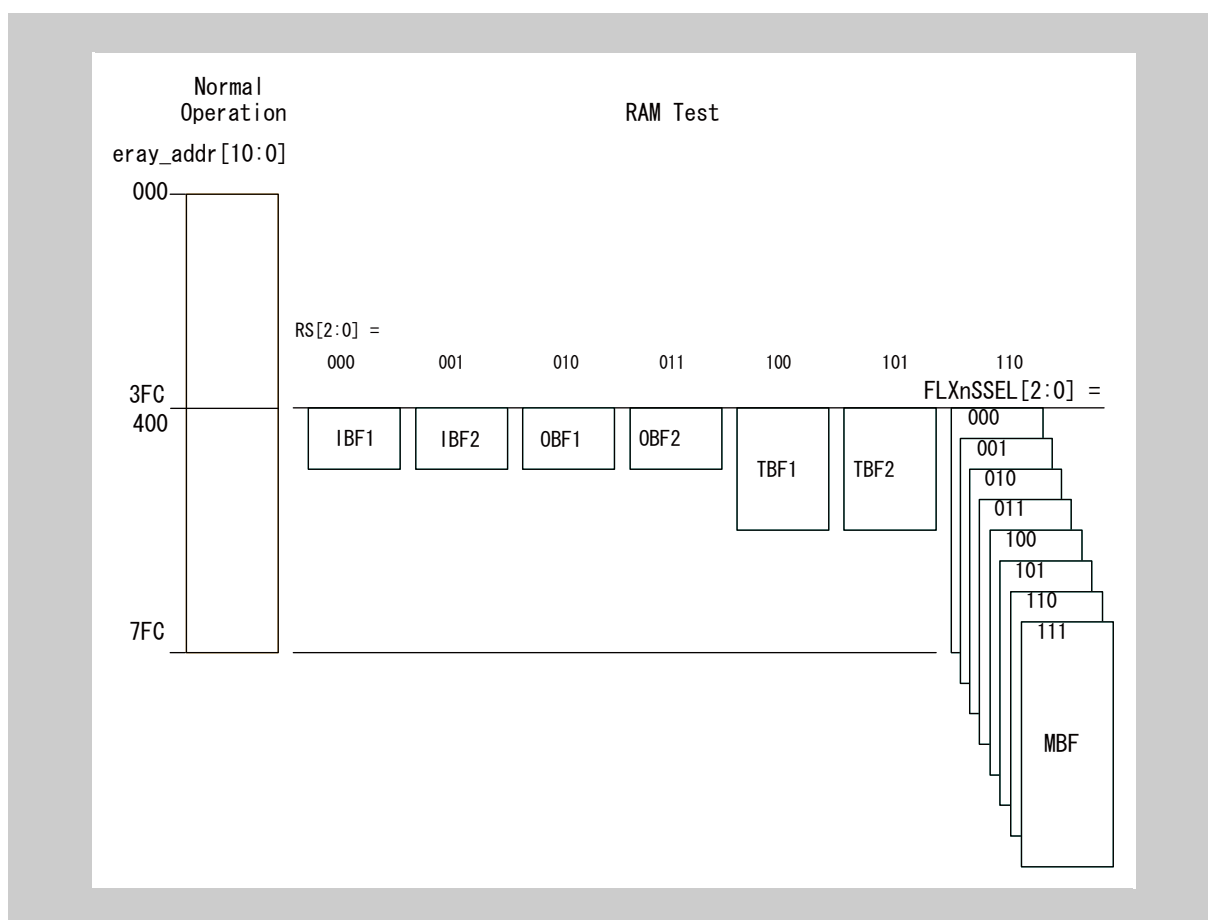 Normal
Operation
RAM Test
eray_addr[10:0]
000
RS[2:0] =
000 001 010 011 100 101 110
3FC
FLXnSSEL[2:0] =
400
IBF1 IBF2 OBF1 OBF2 TBF1 TBF2
000
001
010
011
100
101
110
111
7FC
MBF